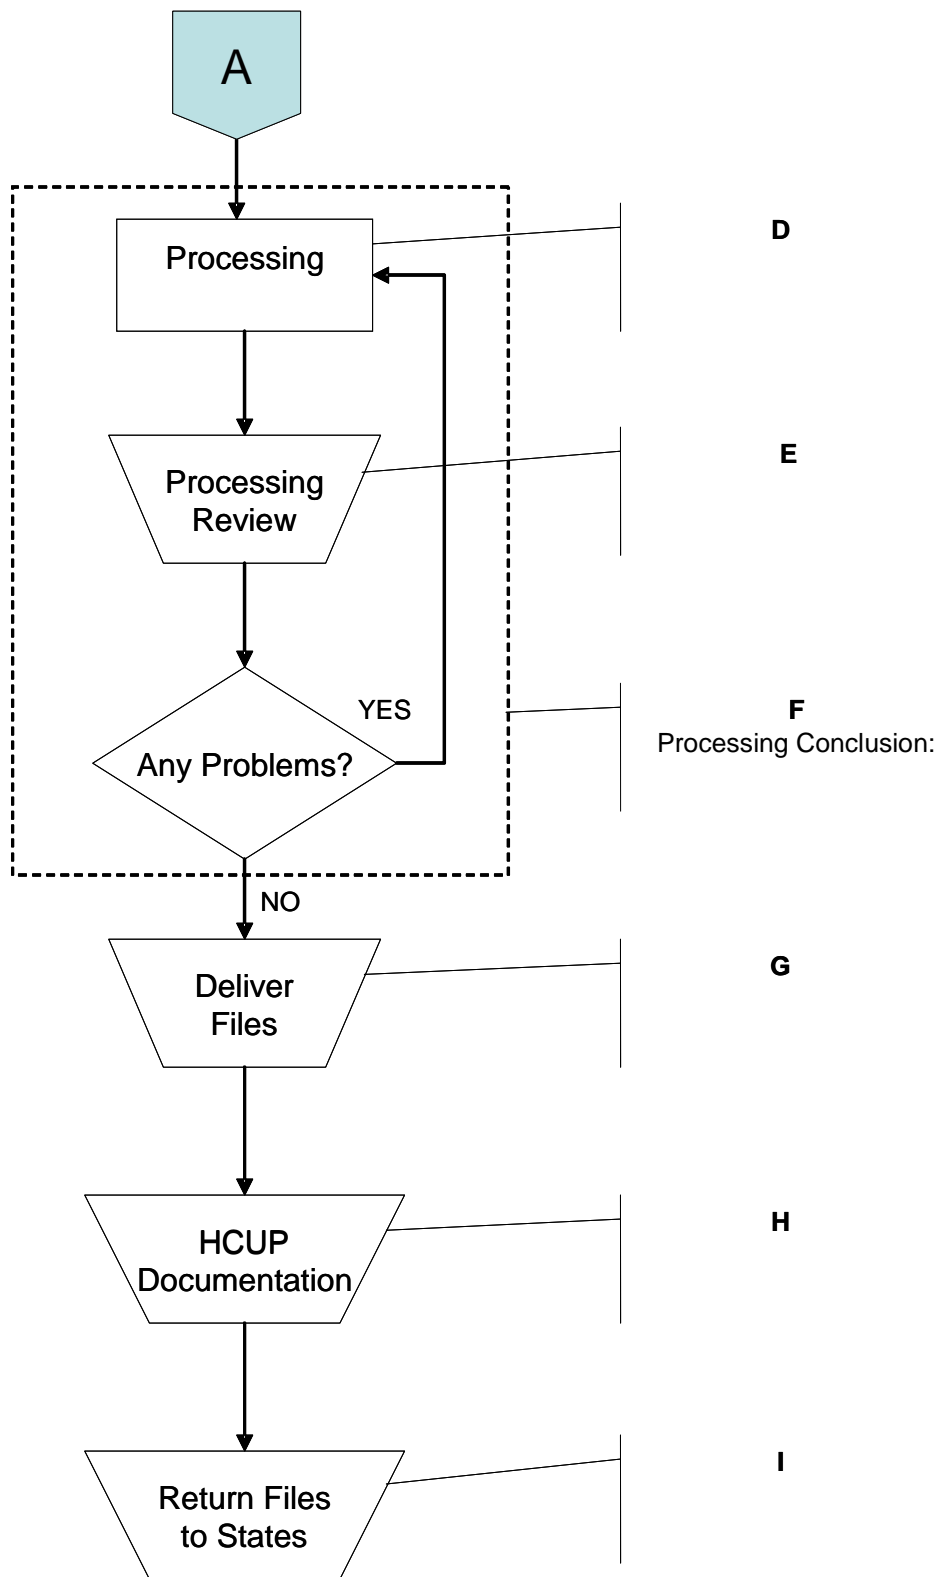 A
Processing
D
Processing
Review
E
YES
Any Problems?
F
Processing Conclusion:
NO
Deliver
Files
G
HCUP
Documentation
H
Return Files
to States
I